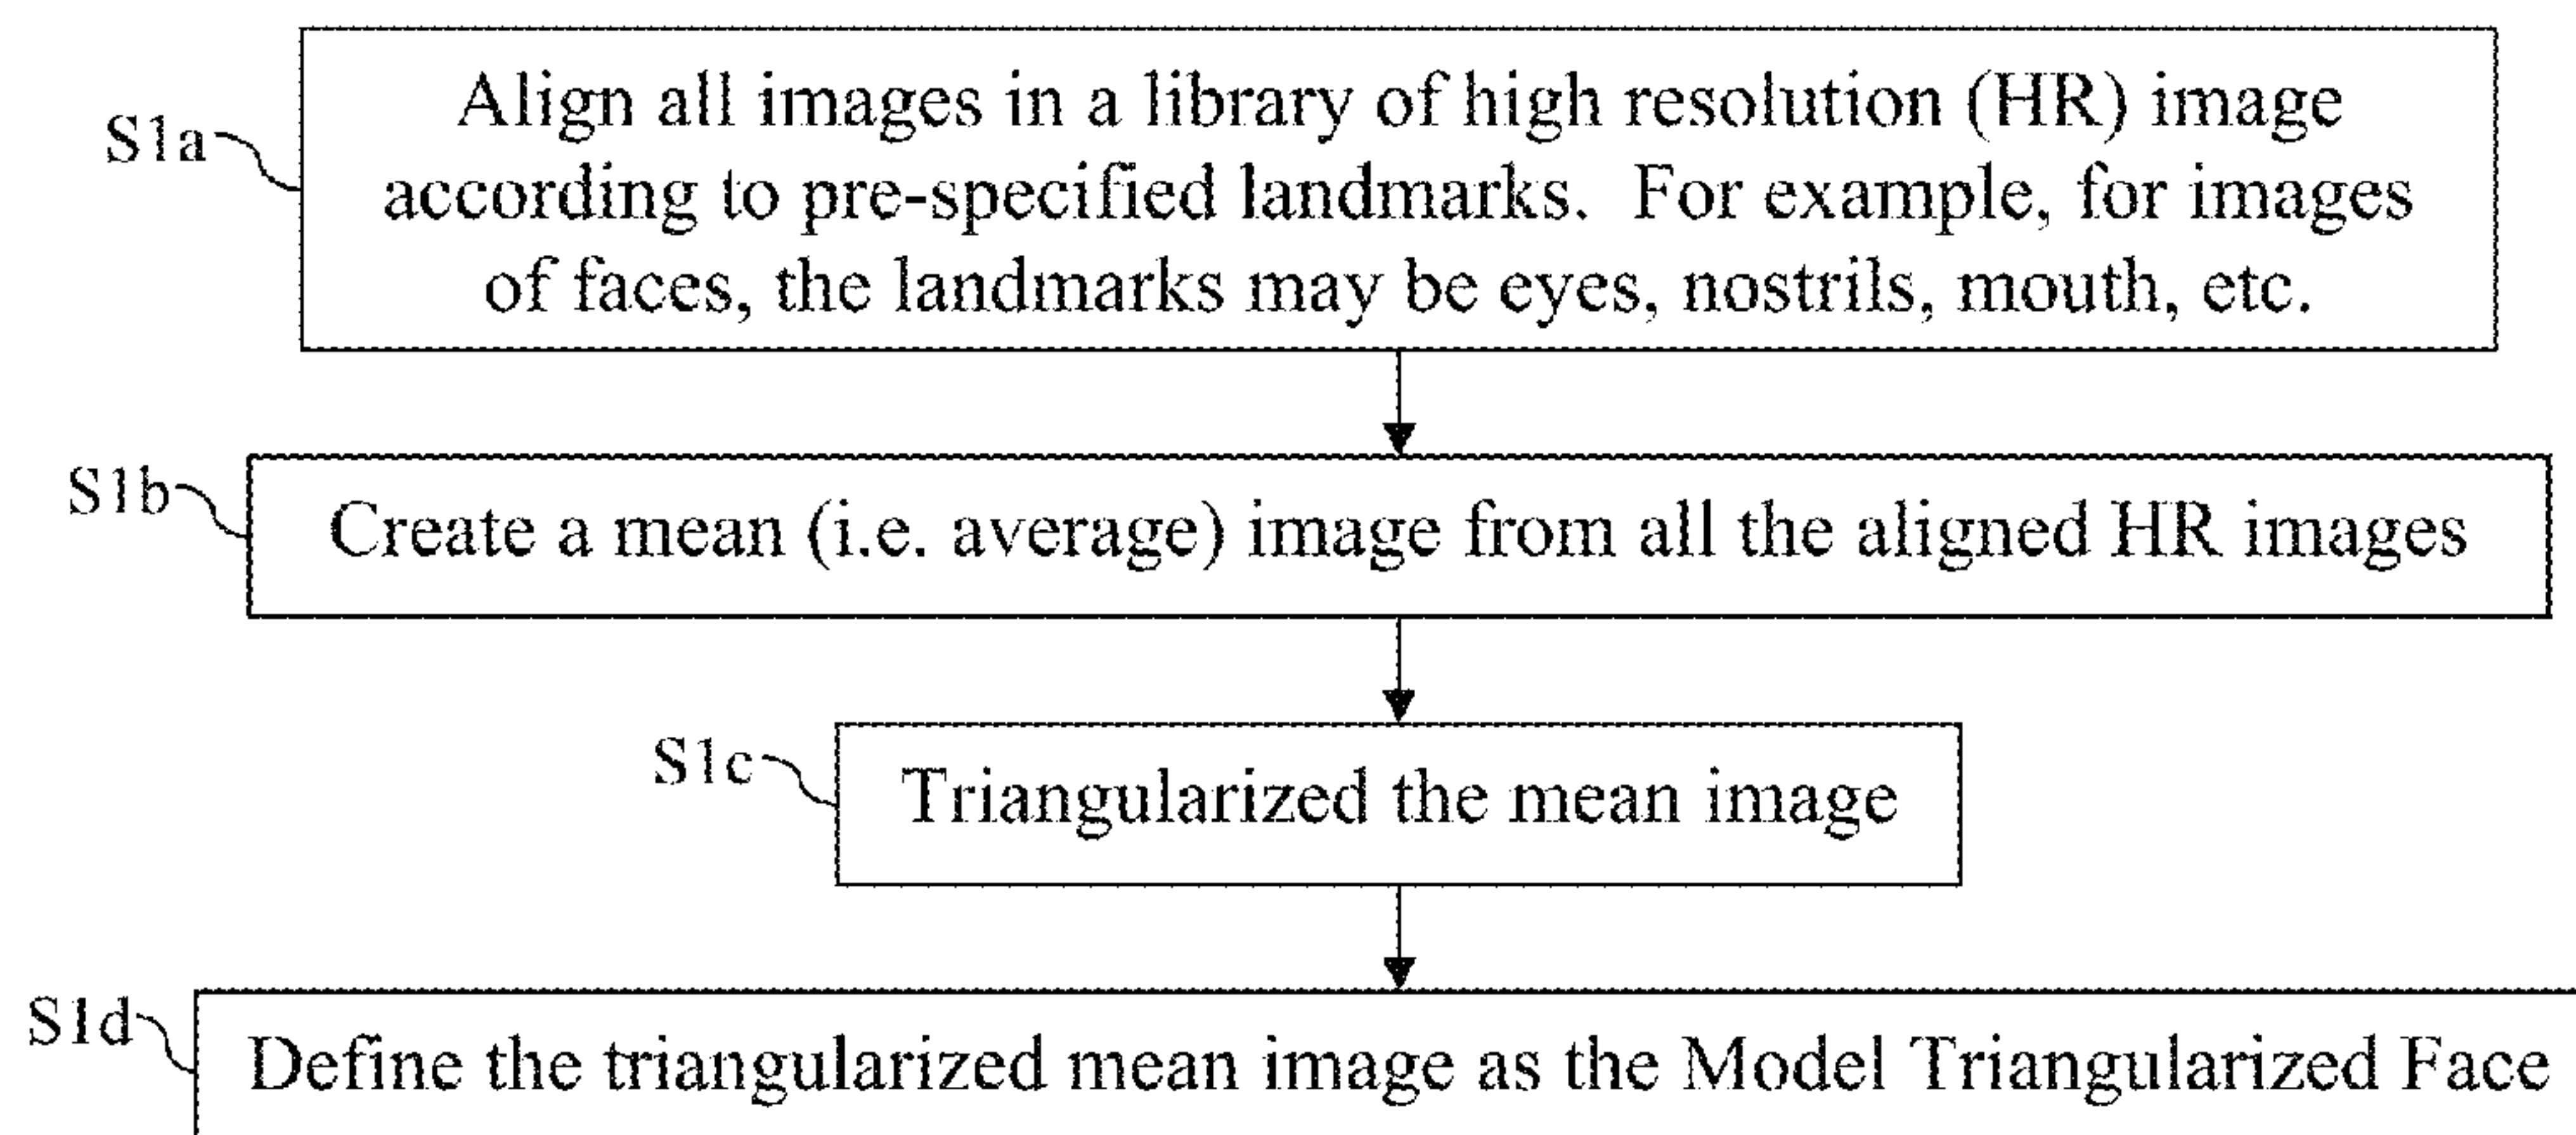 S1a
Align all images in a library of high resolution (HR) image
according to pre-specified landmarks.  For example, for images
of faces, the landmarks may be eyes, nostrils, mouth, etc.
S1b
Create a mean (i.e. average) image from all the aligned HR images
S1c
Triangularized the mean image
S1d
Define the triangularized mean image as the Model Triangularized Face